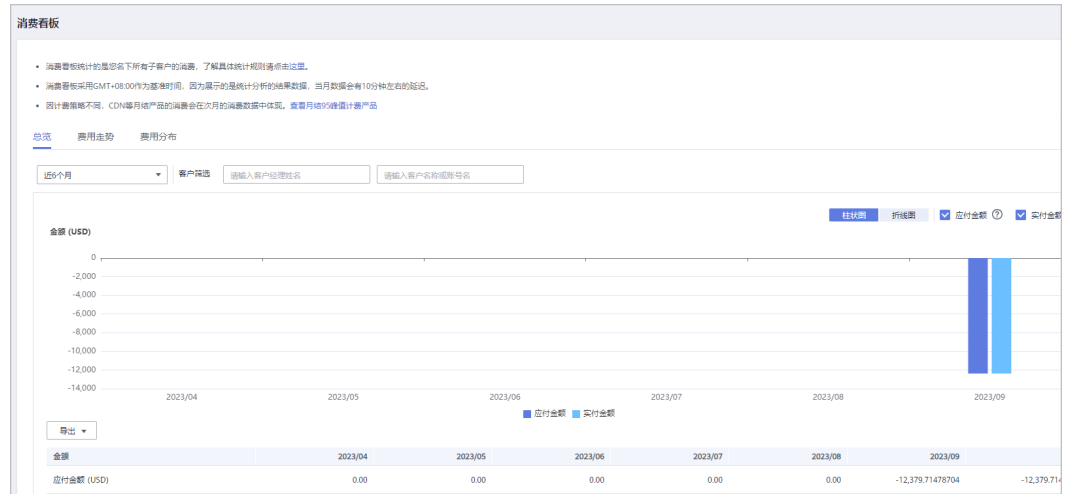 消费看板
• 消费看板统计的是您名下所有子客户的消费，了解具体统计规则请点击这里。
• 消费看板采用GMT+08:00作为基准时间，因为展示的是统计分析的结果数据，当月数据会有10分钟左右的延迟。
• 因计费策略不同，CDN等月结产品的消费会在次月的消费数据中体现。查看月结95峰值计费产品
总览 费用走势 费用分布
近6个月 客户筛选 请输入客户经理姓名 请输入客户名称或账号名
柱状图 折线图 应付金额 ? 实付金额
金额 (USD)
0
-2,000
-4,000
-6,000
-8,000
-10,000
-12,000
-14,000
2023/04 2023/05 2023/06 2023/07 2023/08 2023/09
应付金额 实付金额
导出
金额 2023/04 2023/05 2023/06 2023/07 2023/08 2023/09
应付金额 (USD) 0.00 0.00 0.00 0.00 0.00 -12,379.71478704 -12,379.714